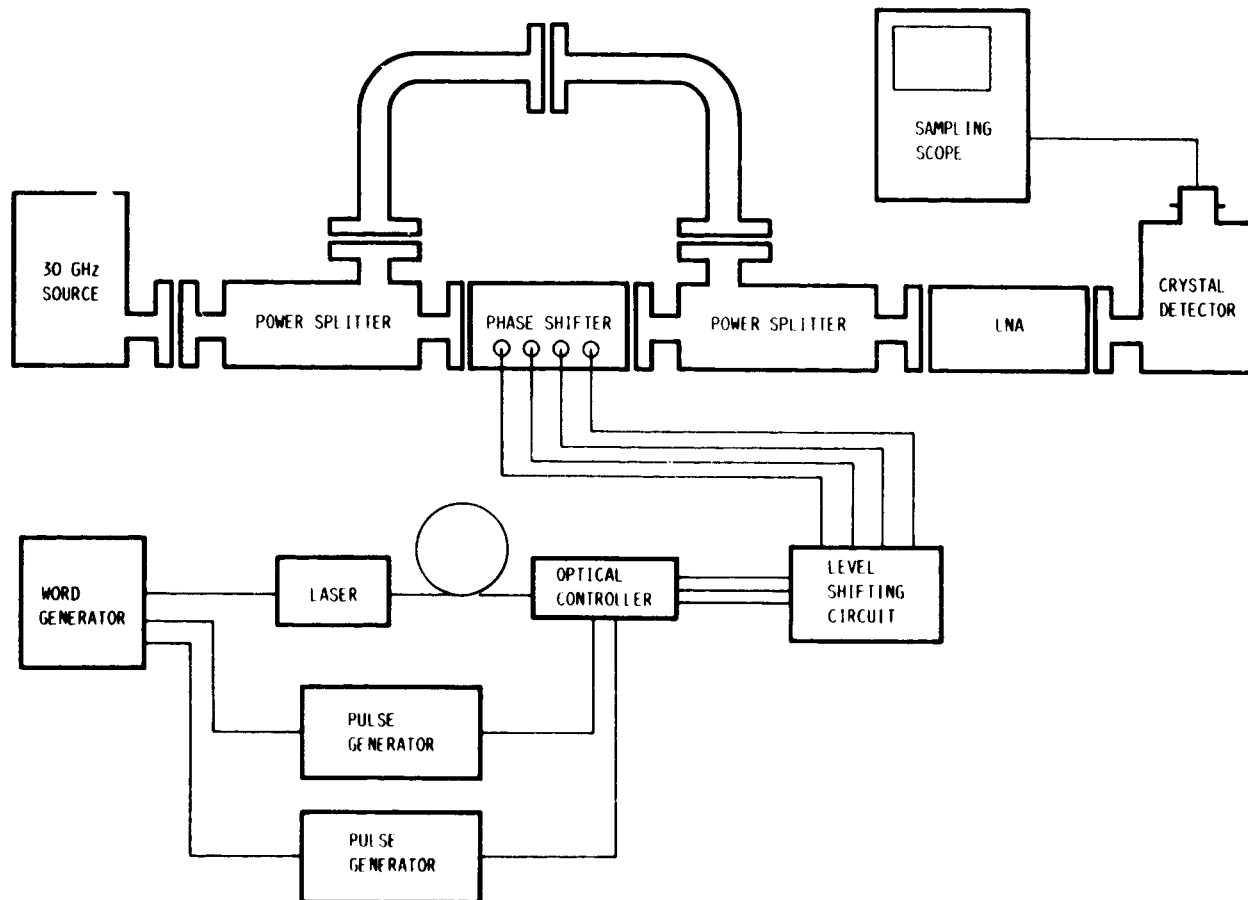 SAMPLING
SCOPE
30 GHz
SOURCE
POWER SPLITTER
PHASE SHIFTER
POWER SPLITTER
LNA
CRYSTAL
DETECTOR
WORD
GENERATOR
LASER
OPTICAL
CONTROLLER
LEVEL
SHIFTING
CIRCUIT
PULSE
GENERATOR
PULSE
GENERATOR